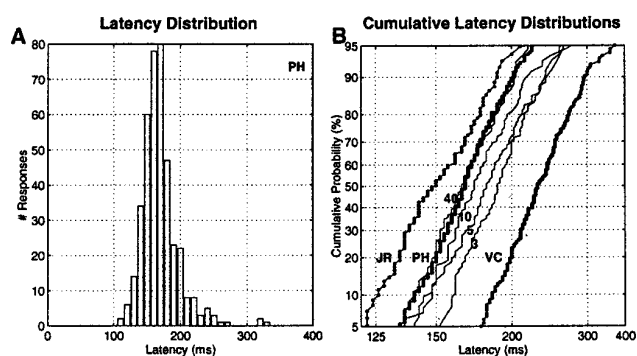 A
Latency Distribution
# Responses
80
70
60
50
40
30
20
10
0
PH
0 100 200 300 400
Latency (ms)
B
Cumulative Latency Distributions
Cumulative Probability (%)
95
90
80
70
60
50
40
30
20
10
5
40
10
5
3
JR PH VC
125 150 200 300 400
Latency (ms)